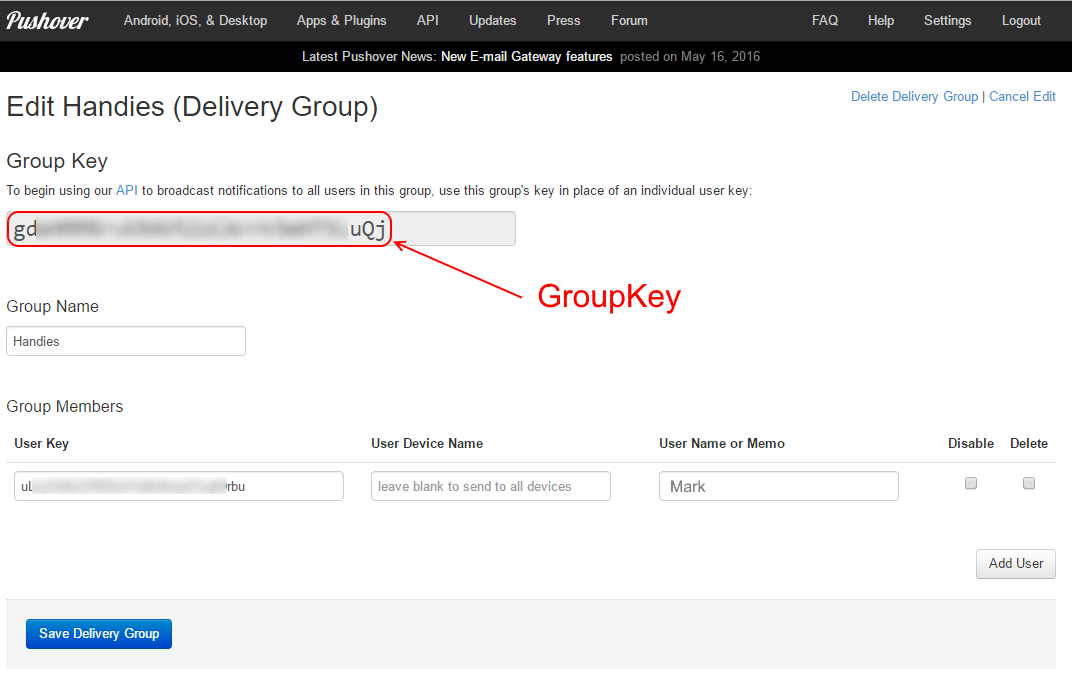 Pushover Android, iOS, & Desktop Apps & Plugins API Updates Press Forum FAQ Help Settings Logout
Latest Pushover News: New E-mail Gateway features posted on May 16, 2016
Edit Handies (Delivery Group)
Delete Delivery Group | Cancel Edit
Group Key
To begin using our API to broadcast notifications to all users in this group, use this group's key in place of an individual user key:
gd uQj
GroupKey
Group Name
Handies
Group Members
User Key User Device Name User Name or Memo Disable Delete
rbu leave blank to send to all devices Mark
Add User
Save Delivery Group